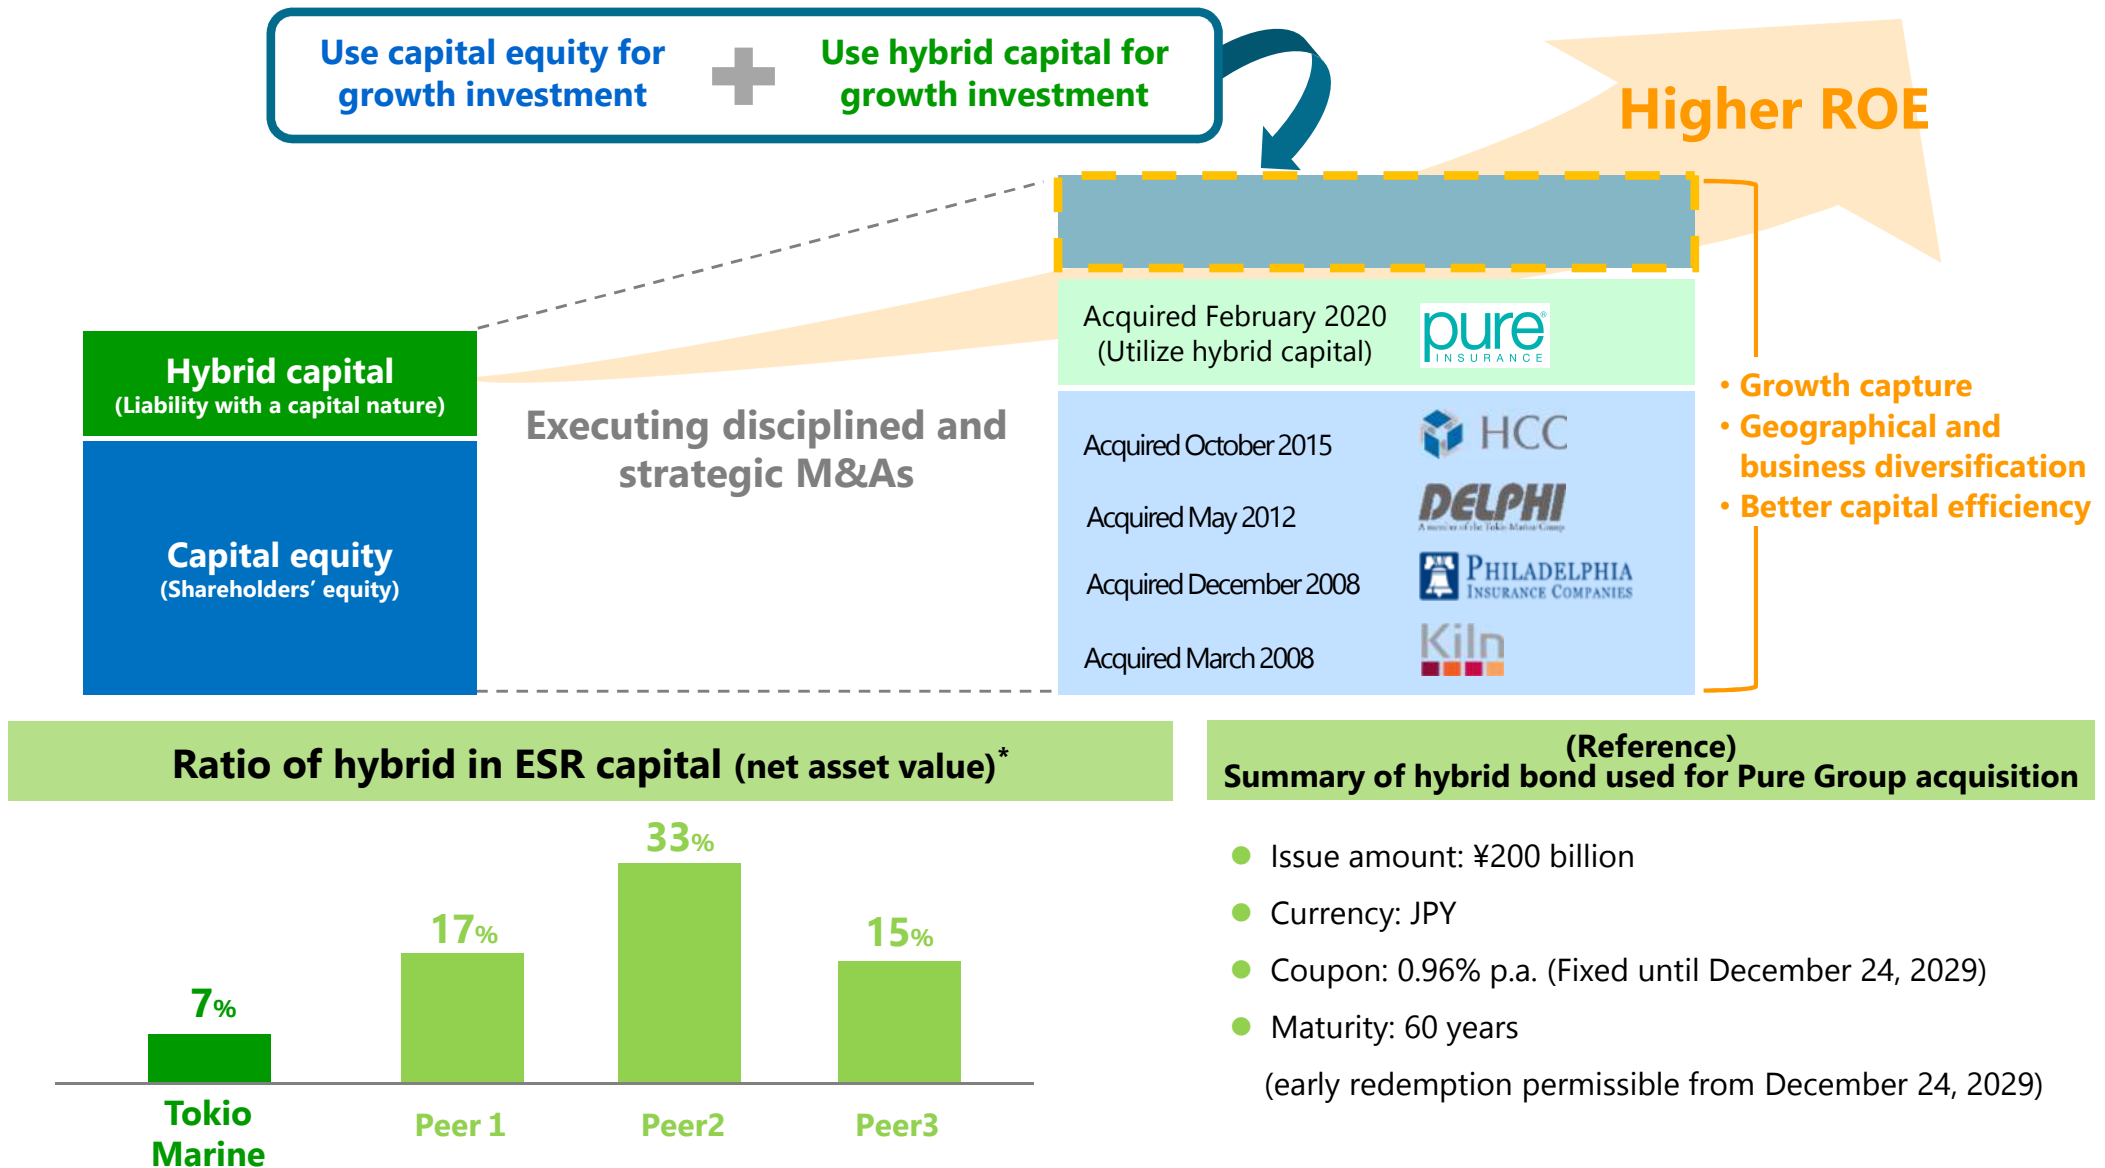 Use capital equity for
growth investment
Use hybrid capital for
growth investment
Higher ROE
Hybrid capital
(Liability with a capital nature)
Capital equity
(Shareholders’ equity)
Executing disciplined and
strategic M&As
Acquired February 2020
(Utilize hybrid capital)
pure®
INSURANCE
Acquired October 2015
HCC
Acquired May 2012
DELPHI
A member of the Tokio Marine Group
Acquired December 2008
PHILADELPHIA
INSURANCE COMPANIES
Acquired March 2008
Kiln
• Growth capture
• Geographical and
business diversification
• Better capital efficiency
Ratio of hybrid in ESR capital (net asset value)*
33%
17%
15%
7%
Tokio
Marine
Peer 1
Peer2
Peer3
(Reference)
Summary of hybrid bond used for Pure Group acquisition
● Issue amount: ¥200 billion
● Currency: JPY
● Coupon: 0.96% p.a. (Fixed until December 24, 2029)
● Maturity: 60 years
(early redemption permissible from December 24, 2029)